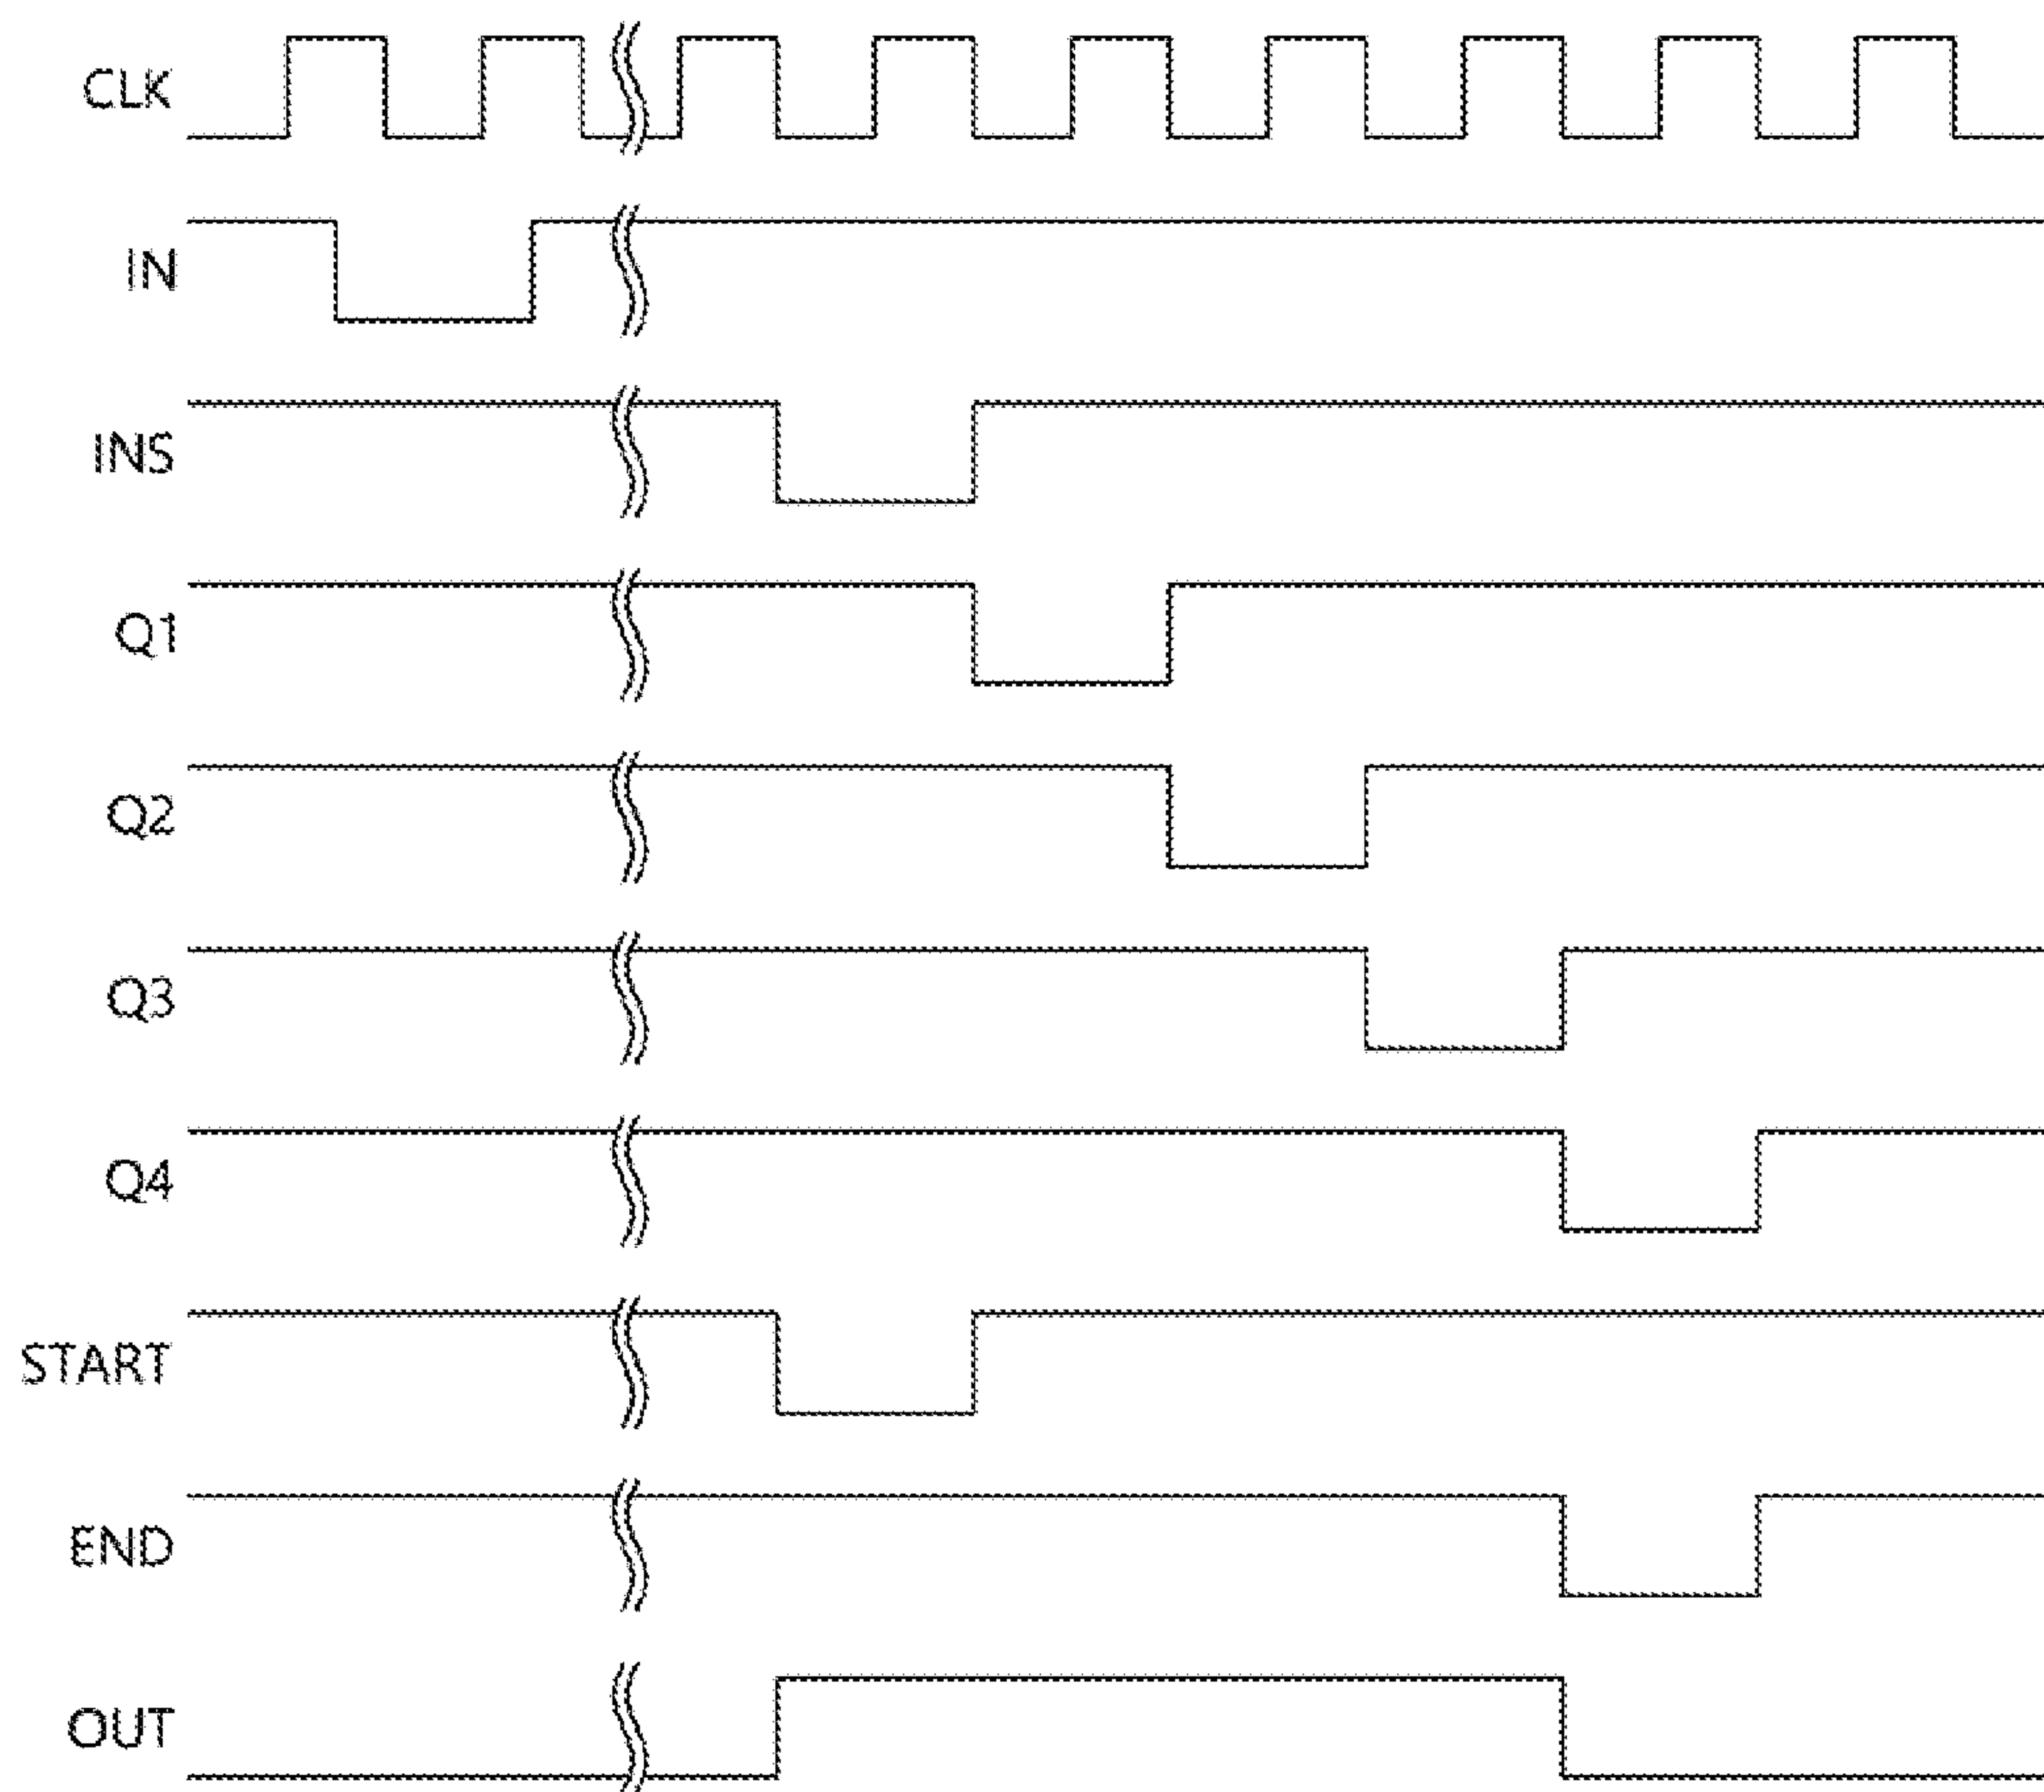 CLK
IN
INS
Q1
Q2
Q3
Q4
START
END
OUT